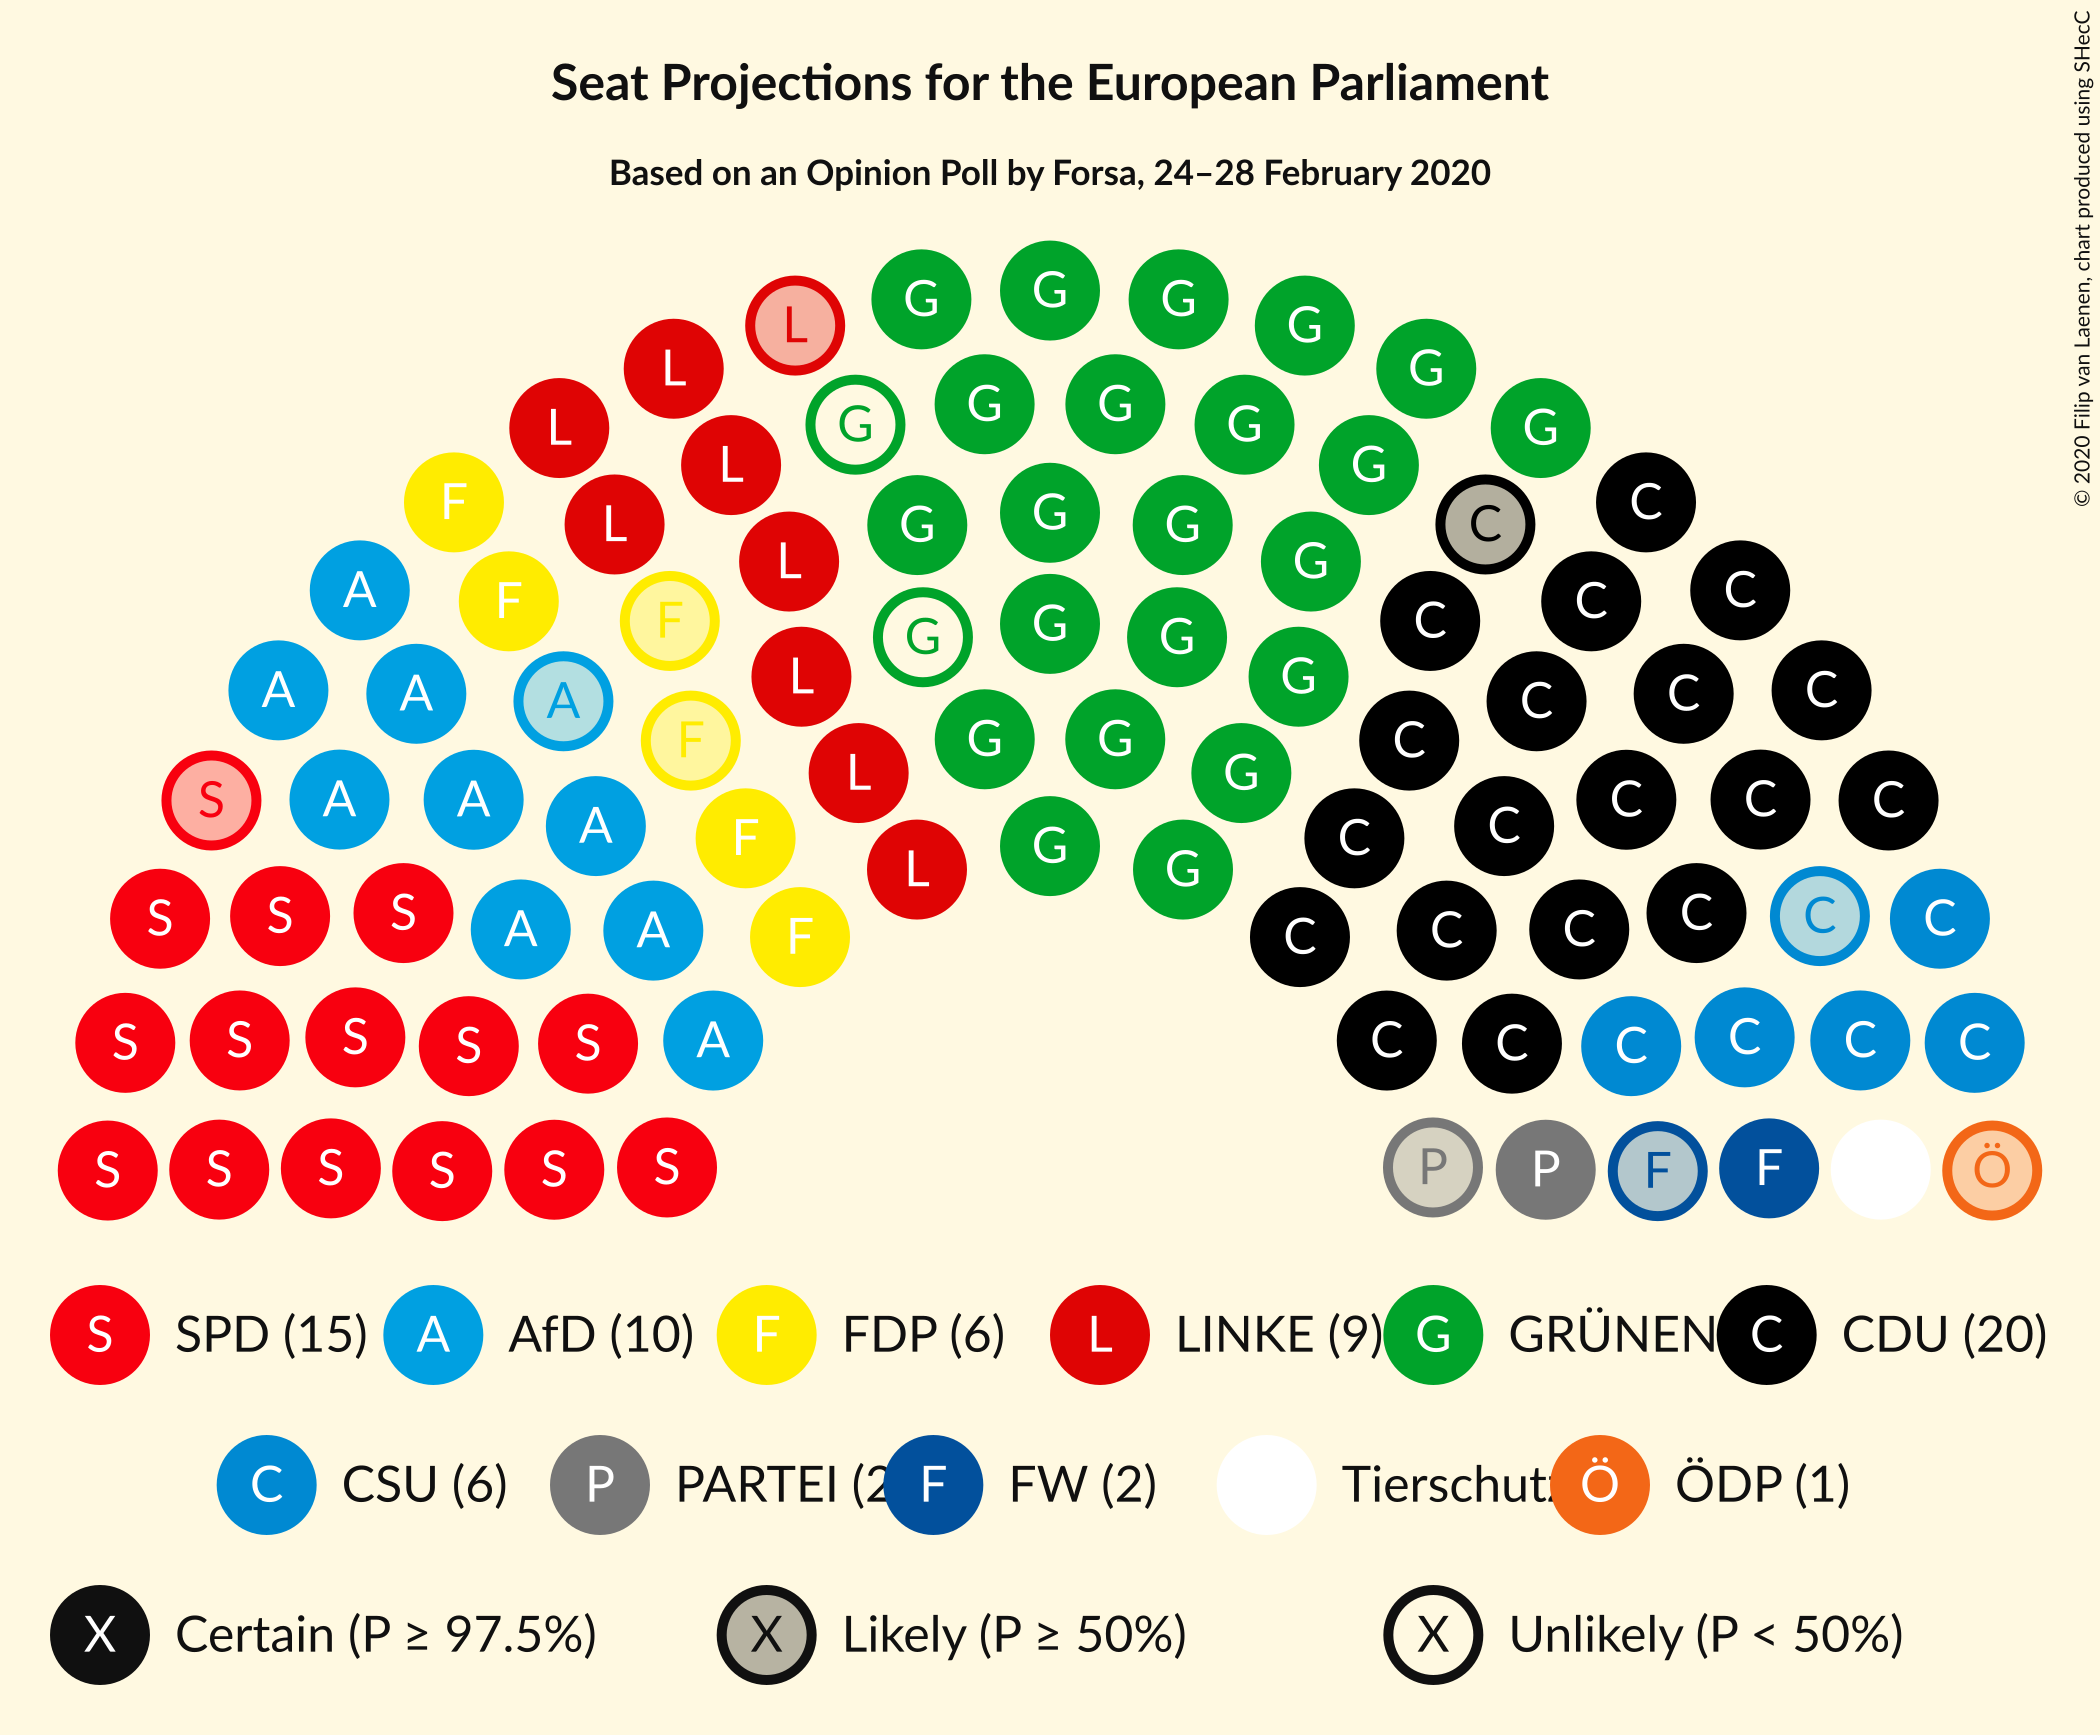 Seat Projections for the European Parliament
Based on an Opinion Poll by Forsa, 24–28 February 2020
© 2020 Filip van Laenen, chart produced using SHecC
G G G G G
L G
L G G G G G
L L G G
F L G G G C C
A F L G G C C
A A A F L G G G G C C C C
S A A A F L G G G C C C C C
S S S A A F L G G C C C C C C
S S S S S A C C C C C C
S S S S S S P P F F Ö
S SPD (15) A AfD (10) F FDP (6) L LINKE (9) G GRÜNEN C CDU (20)
C CSU (6) P PARTEI (2 F FW (2) Tierschutz Ö ÖDP (1)
X Certain (P ≥ 97.5%) X Likely (P ≥ 50%) X Unlikely (P < 50%)